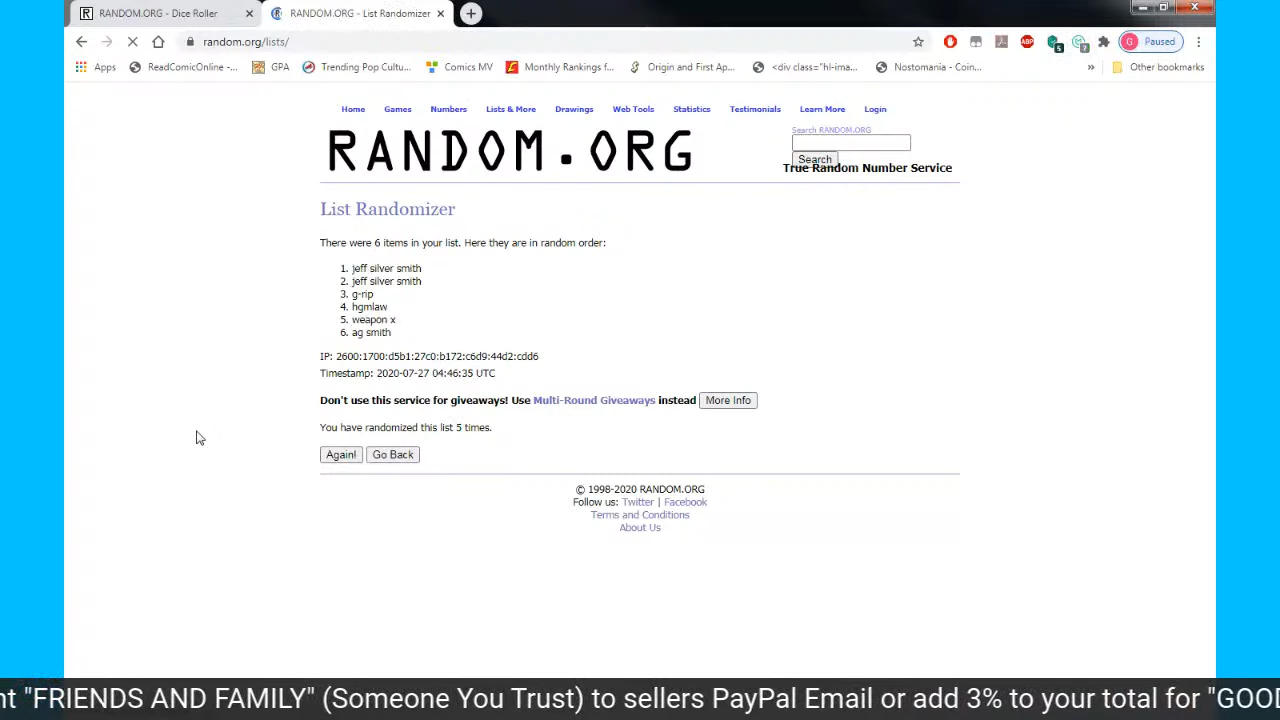 RANDOM.ORG - Dice Roller
RANDOM.ORG - List Randomizer
random.org/lists/
ABP
5
?
G Paused
Apps
ReadComicOnline -...
GPA
Trending Pop Cultu...
Comics MV
Monthly Rankings f...
Origin and First Ap...
<div class="hl-ima...
Nostomania - Coin...
»
Other bookmarks
Home Games Numbers Lists & More Drawings Web Tools Statistics Testimonials Learn More Login
Search RANDOM.ORG
RANDOM.ORG
Search
True Random Number Service
List Randomizer
There were 6 items in your list. Here they are in random order:
1. jeff silver smith
2. jeff silver smith
3. g-rip
4. hgmlaw
5. weapon x
6. ag smith
IP: 2600:1700:d5b1:27c0:b172:c6d9:44d2:cdd6
Timestamp: 2020-07-27 04:46:35 UTC
Don't use this service for giveaways! Use Multi-Round Giveaways instead More Info
You have randomized this list 5 times.
Again! Go Back
© 1998-2020 RANDOM.ORG
Follow us: Twitter | Facebook
Terms and Conditions
About Us
nt "FRIENDS AND FAMILY" (Someone You Trust) to sellers PayPal Email or add 3% to your total for "GOOD